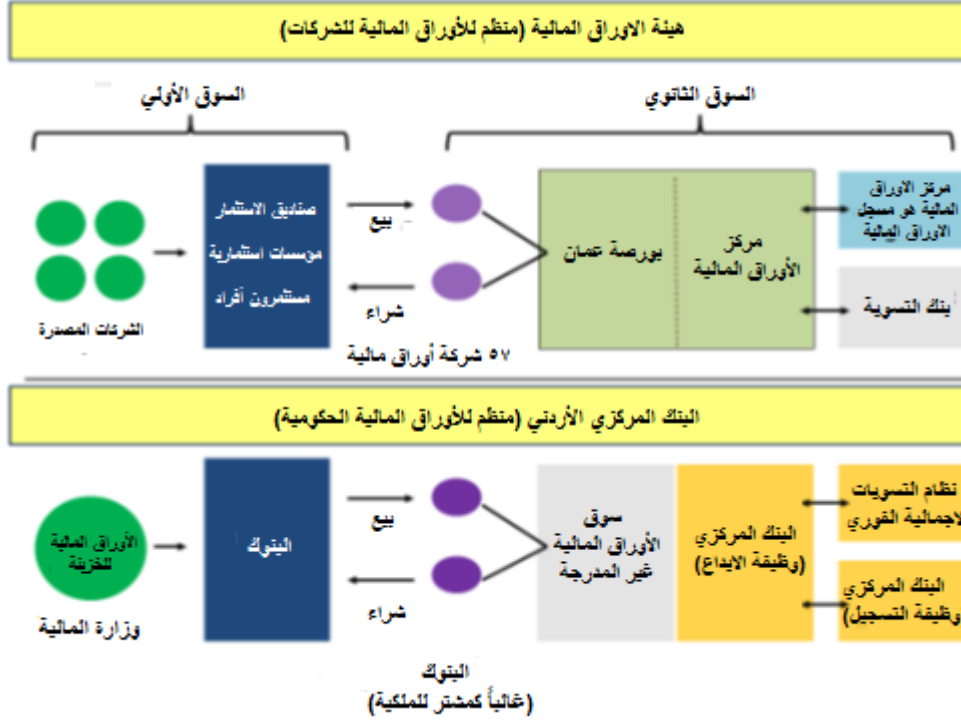 هيئة الاوراق المالية (منظم للأوراق المالية للشركات)
السوق الثانوي
السوق الأولي
مركز الاوراق
المالية هو مسجل
الاوراق المالية
بنك التسوية
مركز
الأوراق المالية
بورصة عمان
بيع
شراء
٥٧ شركة أوراق مالية
صناديق الاستثمار
موسسات استثمارية
مستثمرون أفراد
الشركات المصدرة
البنك المركزي الأردني (منظم للأوراق المالية الحكومية)
نظام التسويات
لاجمالية الفوري
البنك المركزي
وظيفة التسجيل)
البنك المركزي
(وظيفة الايداع)
سوق
الأوراق المالية
غير المدرجة
بيع
شراء
البنوك
(غالباً كمشتر للملكية)
البنوك
الأوراق المالية
للخزينة
وزارة المالية